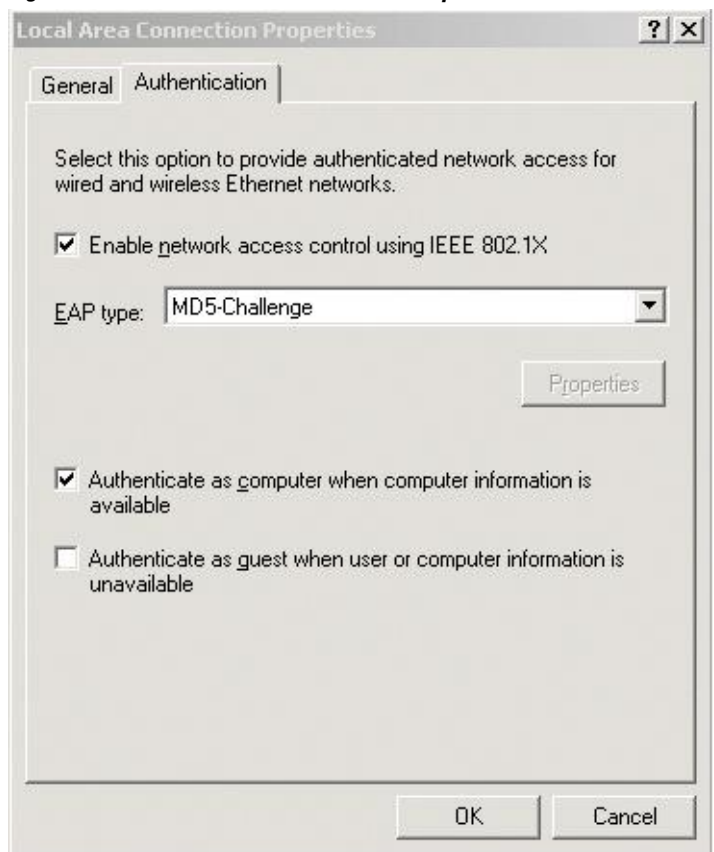 Local Area Connection Properties
? X
General Authentication
Select this option to provide authenticated network access for
wired and wireless Ethernet networks.
Enable network access control using IEEE 802.1X
EAP type: MD5-Challenge
Properties
Authenticate as computer when computer information is
available
Authenticate as guest when user or computer information is
unavailable
OK Cancel